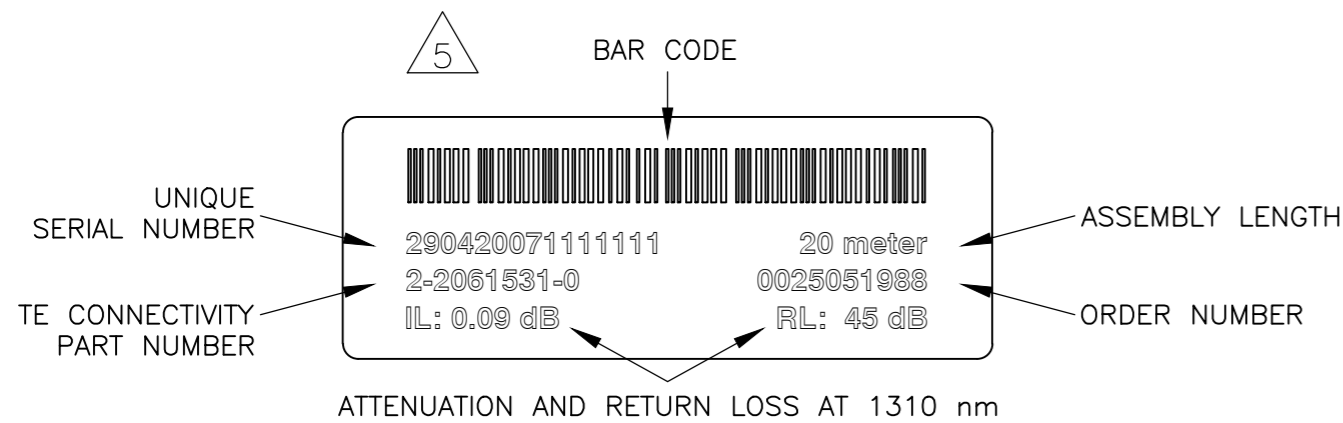 5
BAR CODE
UNIQUE
SERIAL NUMBER
290420071111111
20 meter
ASSEMBLY LENGTH
TE CONNECTIVITY
PART NUMBER
2-2061531-0
0025051988
ORDER NUMBER
IL: 0.09 dB
RL: 45 dB
ATTENUATION AND RETURN LOSS AT 1310 nm